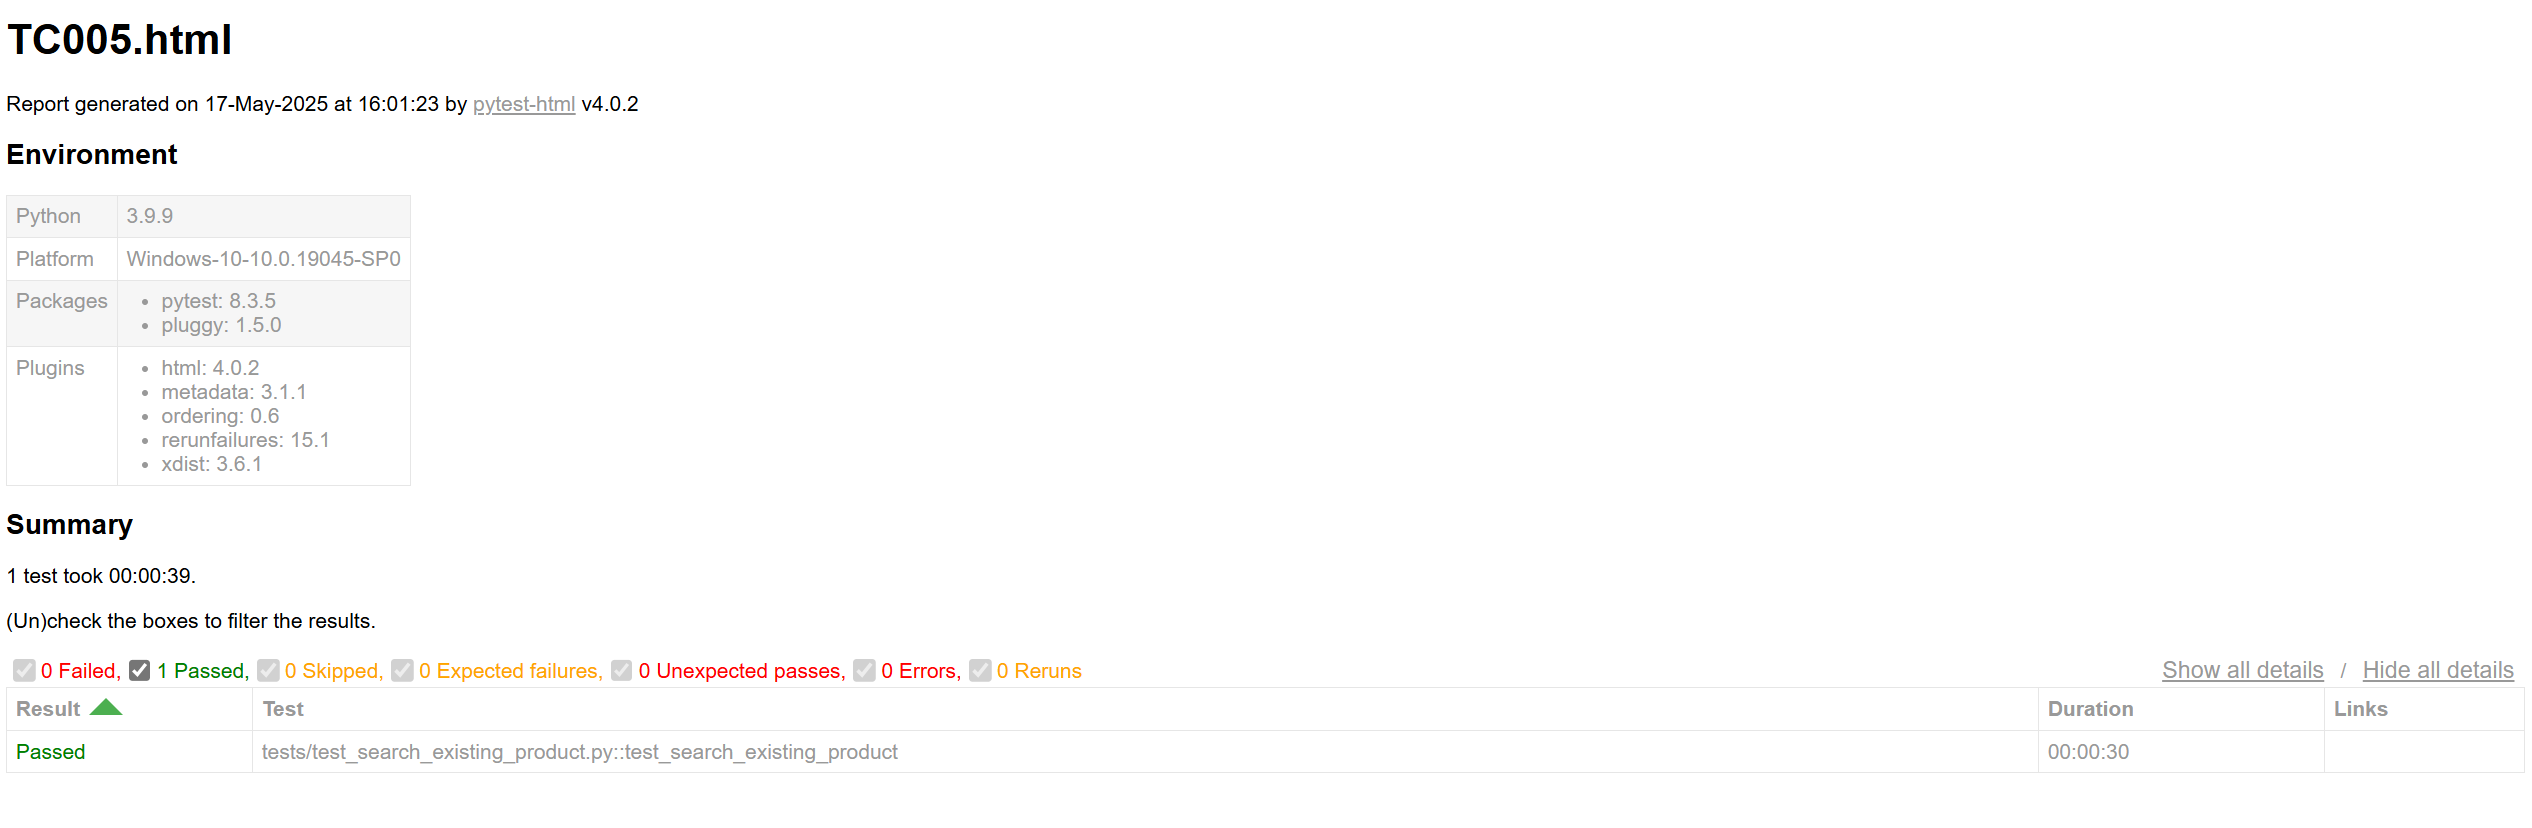 TC005.html
Report generated on 17-May-2025 at 16:01:23 by pytest-html v4.0.2
Environment
Python 3.9.9
Platform Windows-10-10.0.19045-SP0
Packages
• pytest: 8.3.5
• pluggy: 1.5.0
Plugins
• html: 4.0.2
• metadata: 3.1.1
• ordering: 0.6
• rerunfailures: 15.1
• xdist: 3.6.1
Summary
1 test took 00:00:39.
(Un)check the boxes to filter the results.
0 Failed, 1 Passed, 0 Skipped, 0 Expected failures, 0 Unexpected passes, 0 Errors, 0 Reruns Show all details / Hide all details
Result Test Duration Links
Passed tests/test_search_existing_product.py::test_search_existing_product 00:00:30